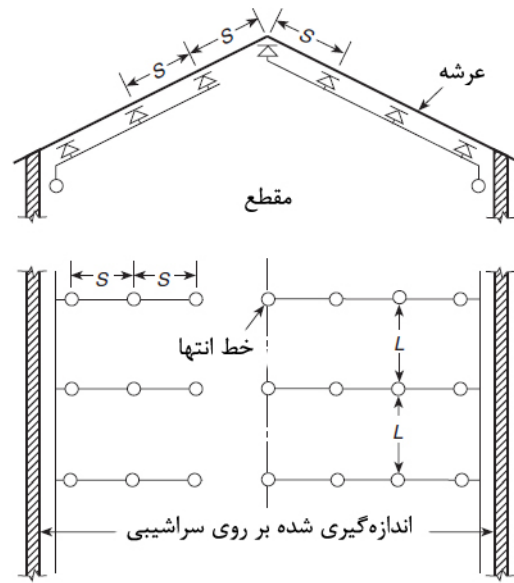 S S S
عرشه
مقطع
S S
خط انتها
L
L
اندازه‌گیری شده بر روی سراشیبی